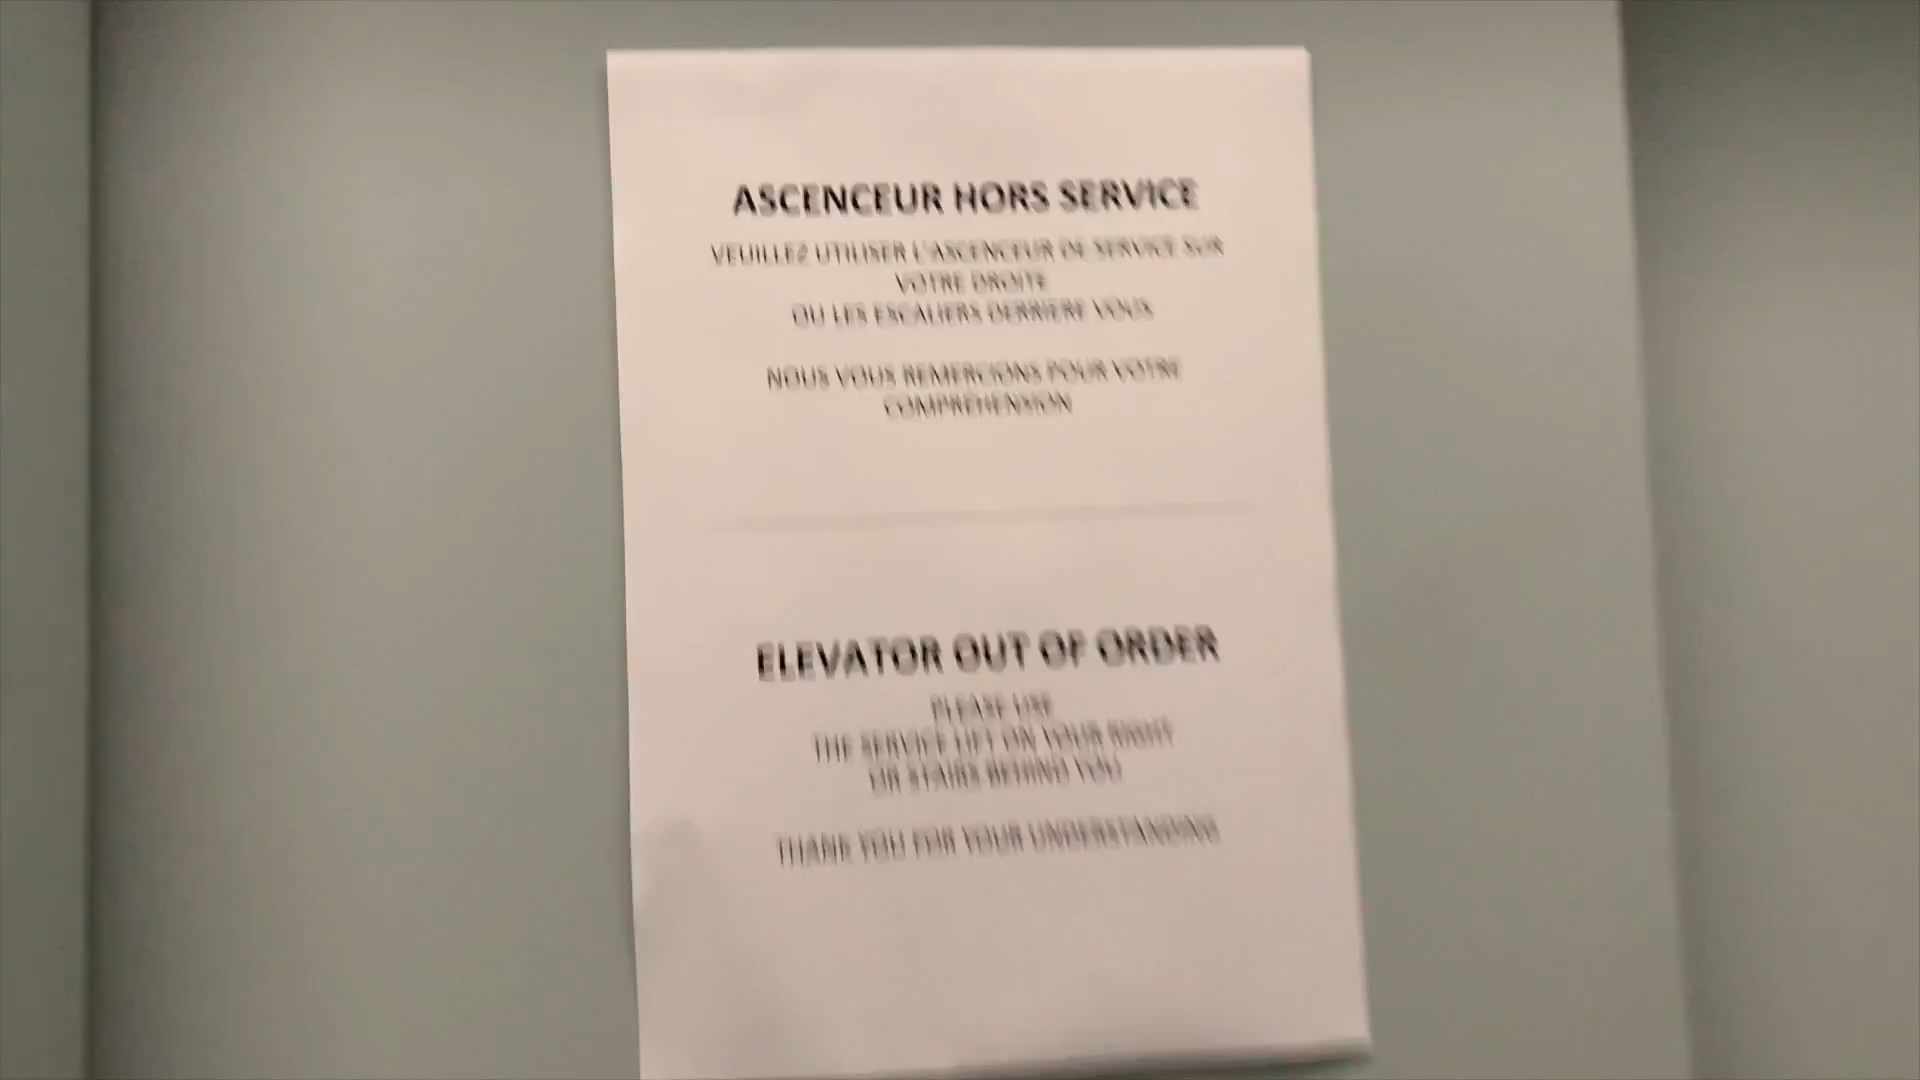 ASCENCEUR HORS SERVICE
VEUILLEZ UTILISER L'ASCENCEUR DE SERVICE SUR
VOTRE DROITE
OU LES ESCALIERS DERRIERE VOUS
NOUS VOUS REMERCIONS POUR VOTRE
COMPREHENSION
ELEVATOR OUT OF ORDER
PLEASE USE
THE SERVICE LIFT ON YOUR RIGHT
OR STAIRS BEHIND YOU
THANK YOU FOR YOUR UNDERSTANDING